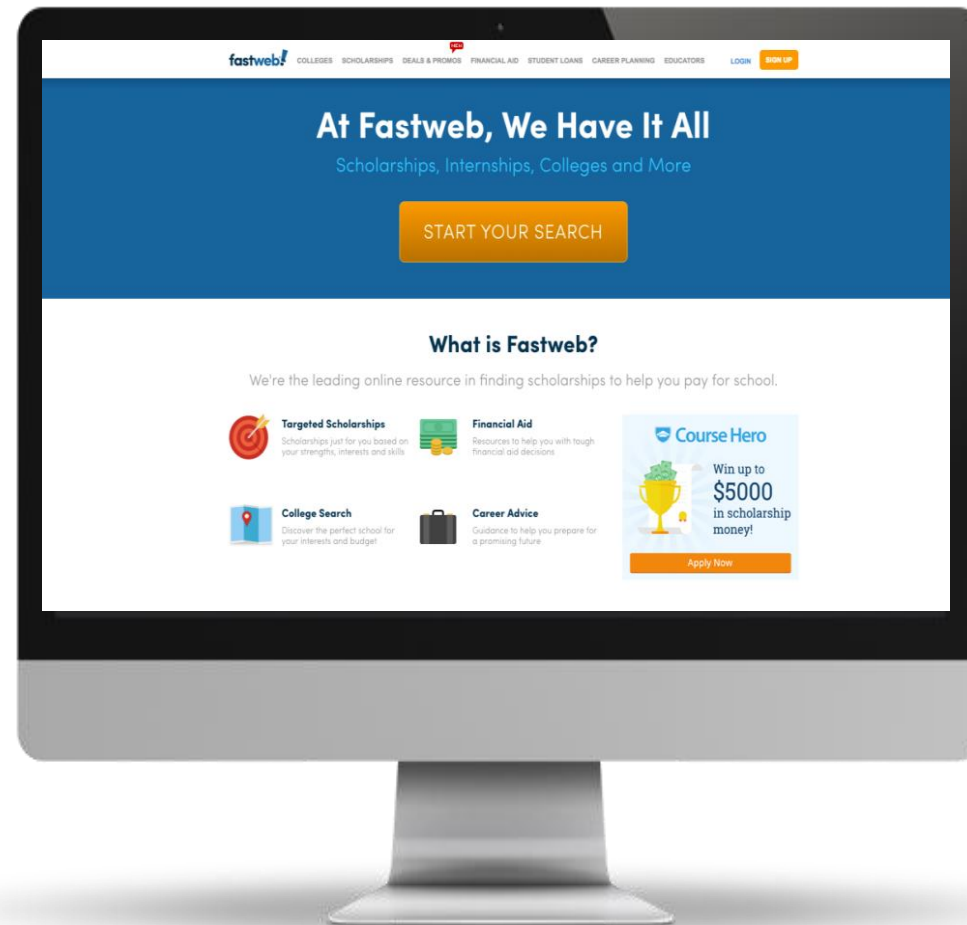 fastweb!
COLLEGES SCHOLARSHIPS DEALS & PROMOS FINANCIAL AID STUDENT LOANS CAREER PLANNING EDUCATORS LOGIN SIGN UP
NEW
At Fastweb, We Have It All
Scholarships, Internships, Colleges and More
START YOUR SEARCH
What is Fastweb?
We're the leading online resource in finding scholarships to help you pay for school.
Targeted Scholarships
Scholarships just for you based on
your strengths, interests and skills
Financial Aid
Resources to help you with tough
financial aid decisions
College Search
Discover the perfect school for
your interests and budget
Career Advice
Guidance to help you prepare for
a promising future
Course Hero
Win up to
$5000
in scholarship
money!
Apply Now